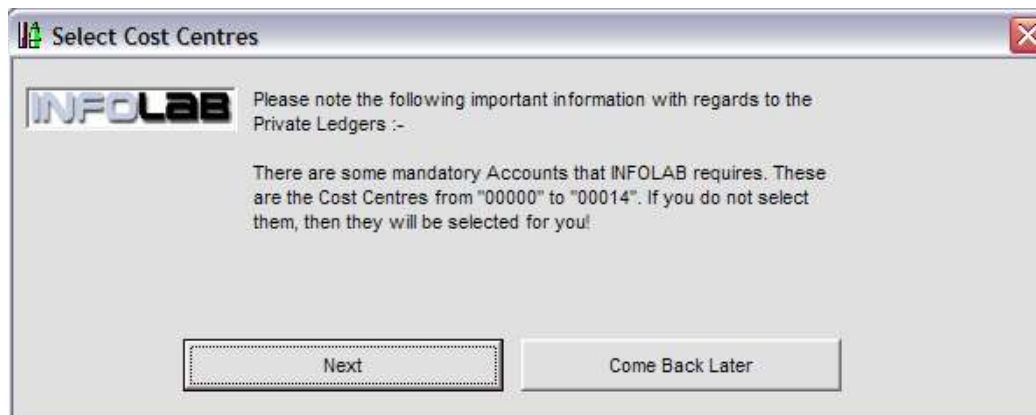 Select Cost Centres
INFOLAB
Please note the following important information with regards to the
Private Ledgers :-
There are some mandatory Accounts that INFOLAB requires. These
are the Cost Centres from "00000" to "00014". If you do not select
them, then they will be selected for you!
Next
Come Back Later